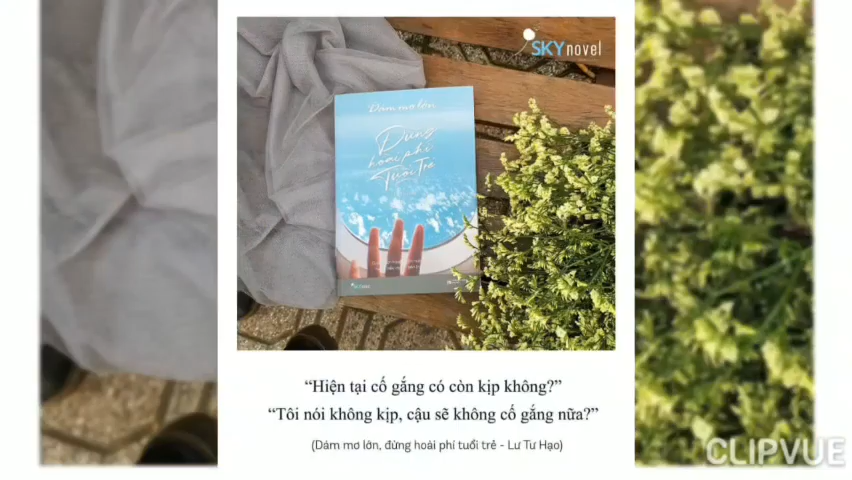 SKYnovel
Dám mơ lớn
Đừng
hoài phí
Tuổi Trẻ
“Hiện tại cố gắng có còn kịp không?”
“Tôi nói không kịp, cậu sẽ không cố gắng nữa?”
(Dám mơ lớn, đừng hoài phí tuổi trẻ - Lư Tư Hạo)
CLIPVUE